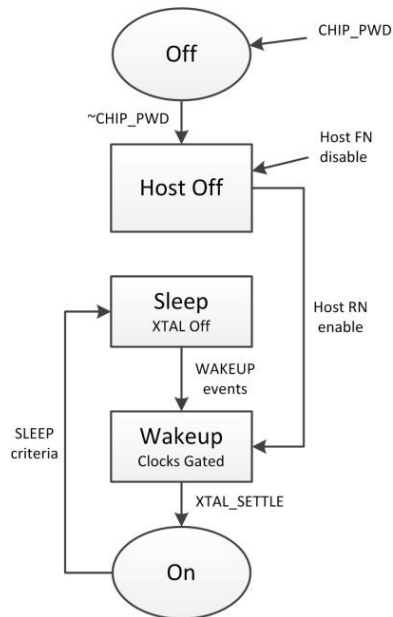 CHIP_PWD
Off
~CHIP_PWD
Host FN
disable
Host Off
Sleep
XTAL Off
Host RN
enable
WAKEUP
events
SLEEP
criteria
Wakeup
Clocks Gated
XTAL_SETTLE
On